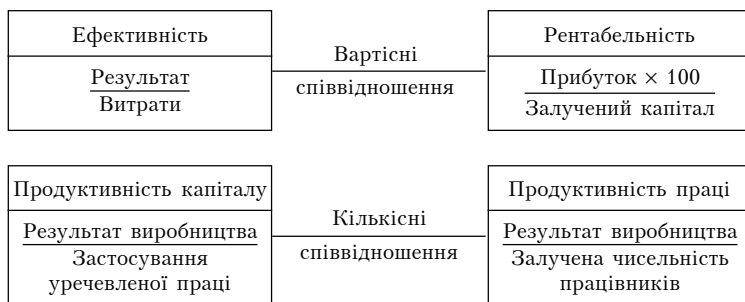 Ефективність
Результат
Витрати
Вартісні
співвідношення
Рентабельність
Прибуток × 100
Залучений капітал
Продуктивність капіталу
Результат виробництва
Застосування
уречевленої праці
Кількісні
співвідношення
Продуктивність праці
Результат виробництва
Залучена чисельність
працівників